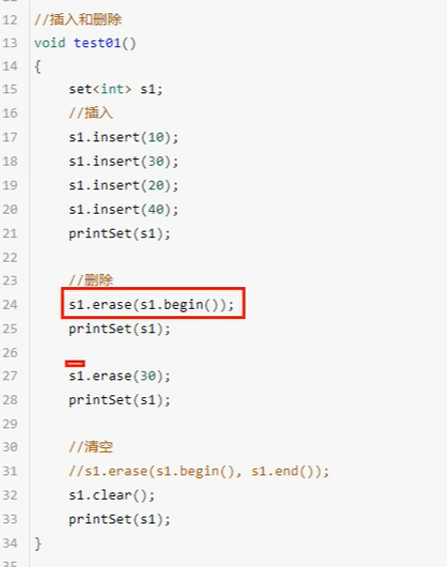 12 //插入和删除
13 void test01()
14 {
15 set<int> s1;
16 //插入
17 s1.insert(10);
18 s1.insert(30);
19 s1.insert(20);
20 s1.insert(40);
21 printSet(s1);
22
23 //删除
24 s1.erase(s1.begin());
25 printSet(s1);
26
27 s1.erase(30);
28 printSet(s1);
29
30 //清空
31 //s1.erase(s1.begin(), s1.end());
32 s1.clear();
33 printSet(s1);
34 }